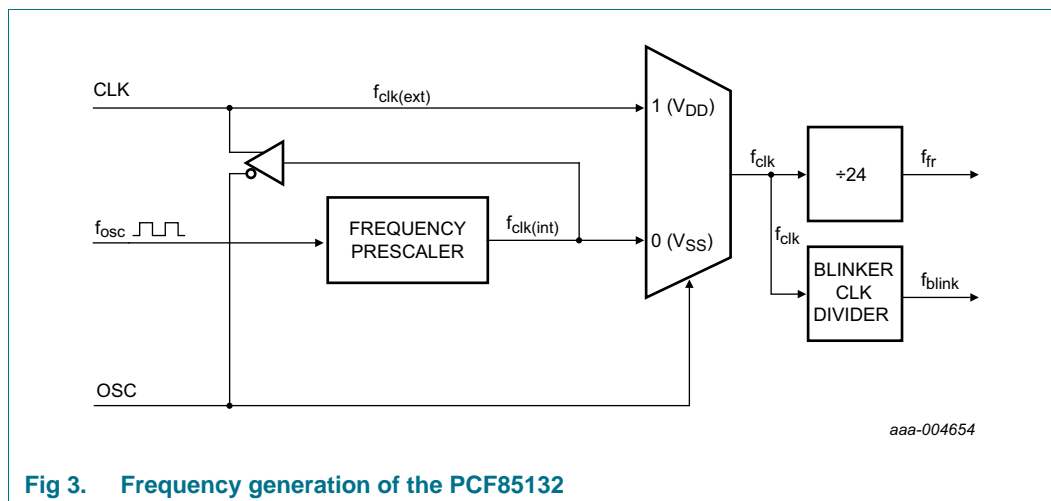 CLK
fclk(ext)
1 (VDD)
fosc
FREQUENCY
PRESCALER
fclk(int)
0 (VSS)
fclk
÷24
ffr
fclk
BLINKER
CLK
DIVIDER
fblink
OSC
aaa-004654
Fig 3. Frequency generation of the PCF85132